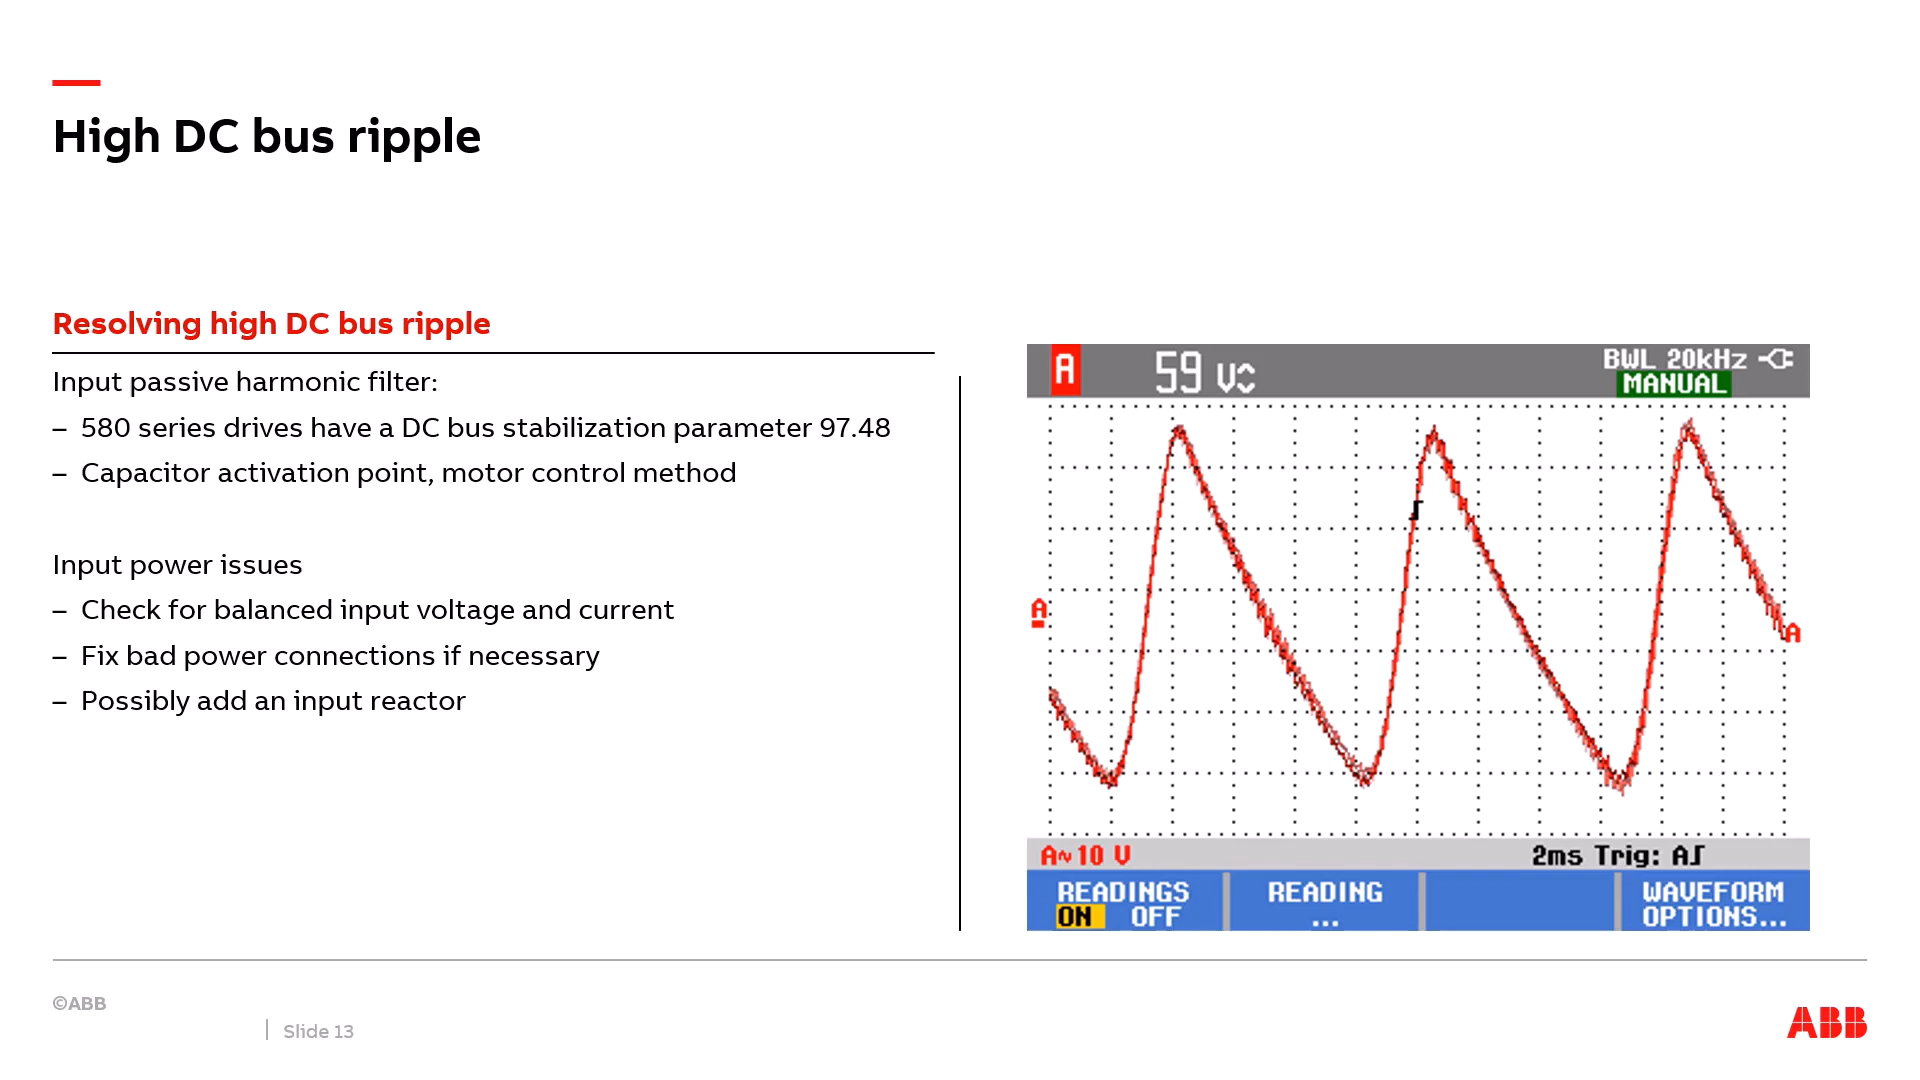 High DC bus ripple
Resolving high DC bus ripple
Input passive harmonic filter:
– 580 series drives have a DC bus stabilization parameter 97.48
– Capacitor activation point, motor control method
Input power issues
– Check for balanced input voltage and current
– Fix bad power connections if necessary
– Possibly add an input reactor
A 59 V
BWL 20kHz
MANUAL
A
A
A~10 V 2ms Trig: A
READINGS
ON OFF
READING
...
WAVEFORM
OPTIONS...
©ABB
Slide 13
ABB